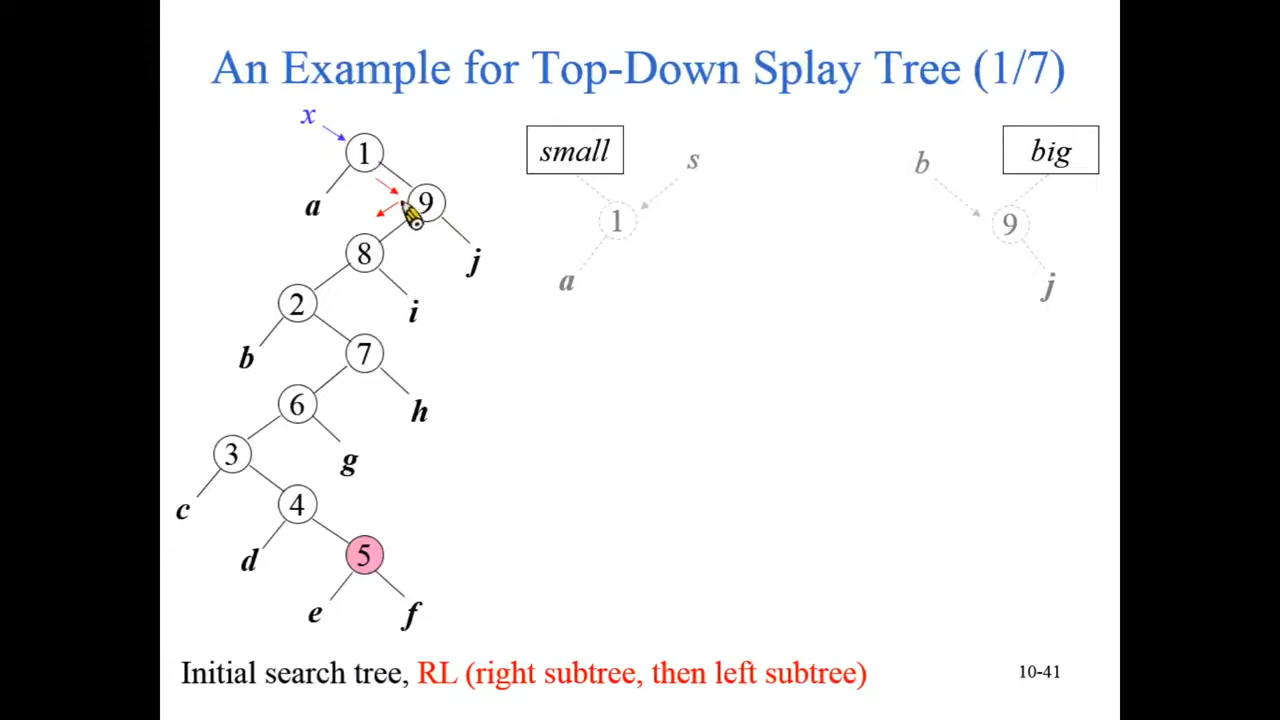 An Example for Top-Down Splay Tree (1/7)
x
1
a
9
8
j
2
i
b
7
6
h
3
g
c
4
d
5
e
f
small
s
1
a
b
big
9
j
Initial search tree, RL (right subtree, then left subtree)
10-41